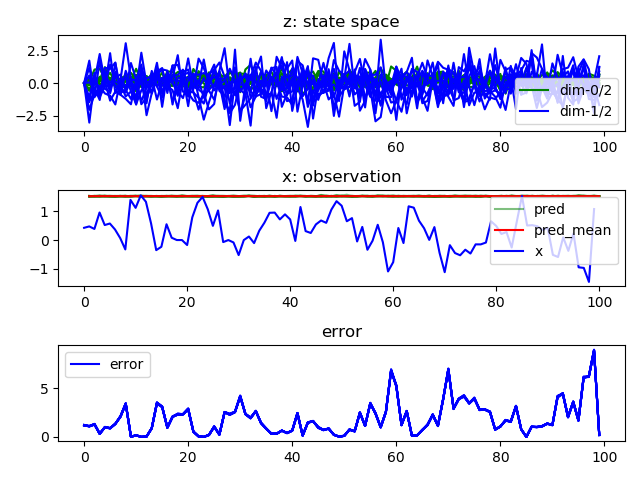 z: state space
2.5
0.0
−2.5
dim-0/2
dim-1/2
0 20 40 60 80 100
x: observation
1
0
−1
pred
pred_mean
x
0 20 40 60 80 100
error
5
0
error
0 20 40 60 80 100